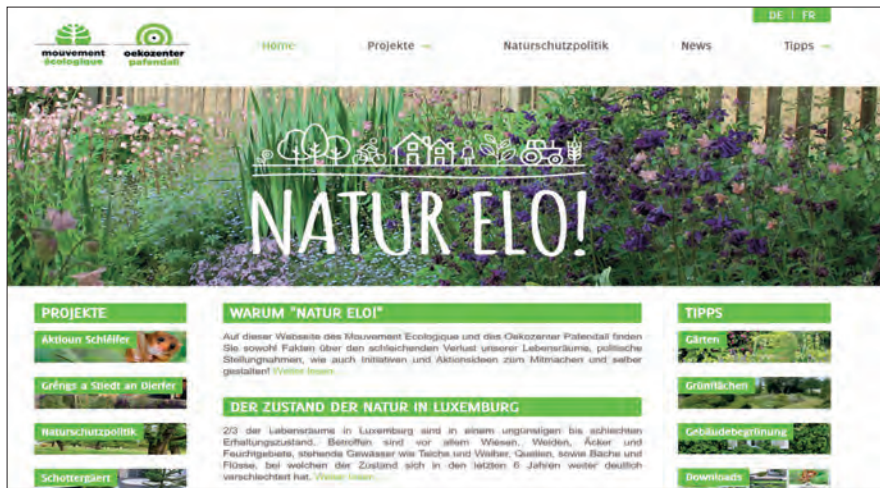 DE | FR
mouvement
écologique
oekozenter
pafendall
Home
Projekte
Naturschutzpolitik
News
Tipps
NATUR ELO!
PROJEKTE
Aktioun Schléifer
Gréngs a Stiedt an Dierfer
Naturschutzpolitik
Schottergäert
WARUM "NATUR ELO!"
Auf dieser Webseite des Mouvement Ecologique und des Oekozenter Pafendall finden
Sie sowohl Fakten über den schleichenden Verlust unserer Lebensräume, politische
Stellungnahmen, wie auch Initiativen und Aktionsideen zum Mitmachen und selber
gestalten! Weiter lesen...
DER ZUSTAND DER NATUR IN LUXEMBURG
2/3 der Lebensräume in Luxemburg sind in einem ungünstigen bis schlechten
Erhaltungszustand. Betroffen sind vor allem Wiesen, Weiden, Äcker und
Feuchtgebiete, stehende Gewässer wie Teiche und Weiher, Quellen, sowie Bäche und
Flüsse, bei welchen der Zustand sich in den letzten 6 Jahren weiter deutlich
verschlechtert hat. Weiter lesen...
TIPPS
Gärten
Grünflächen
Gebäudebegrünung
Downloads